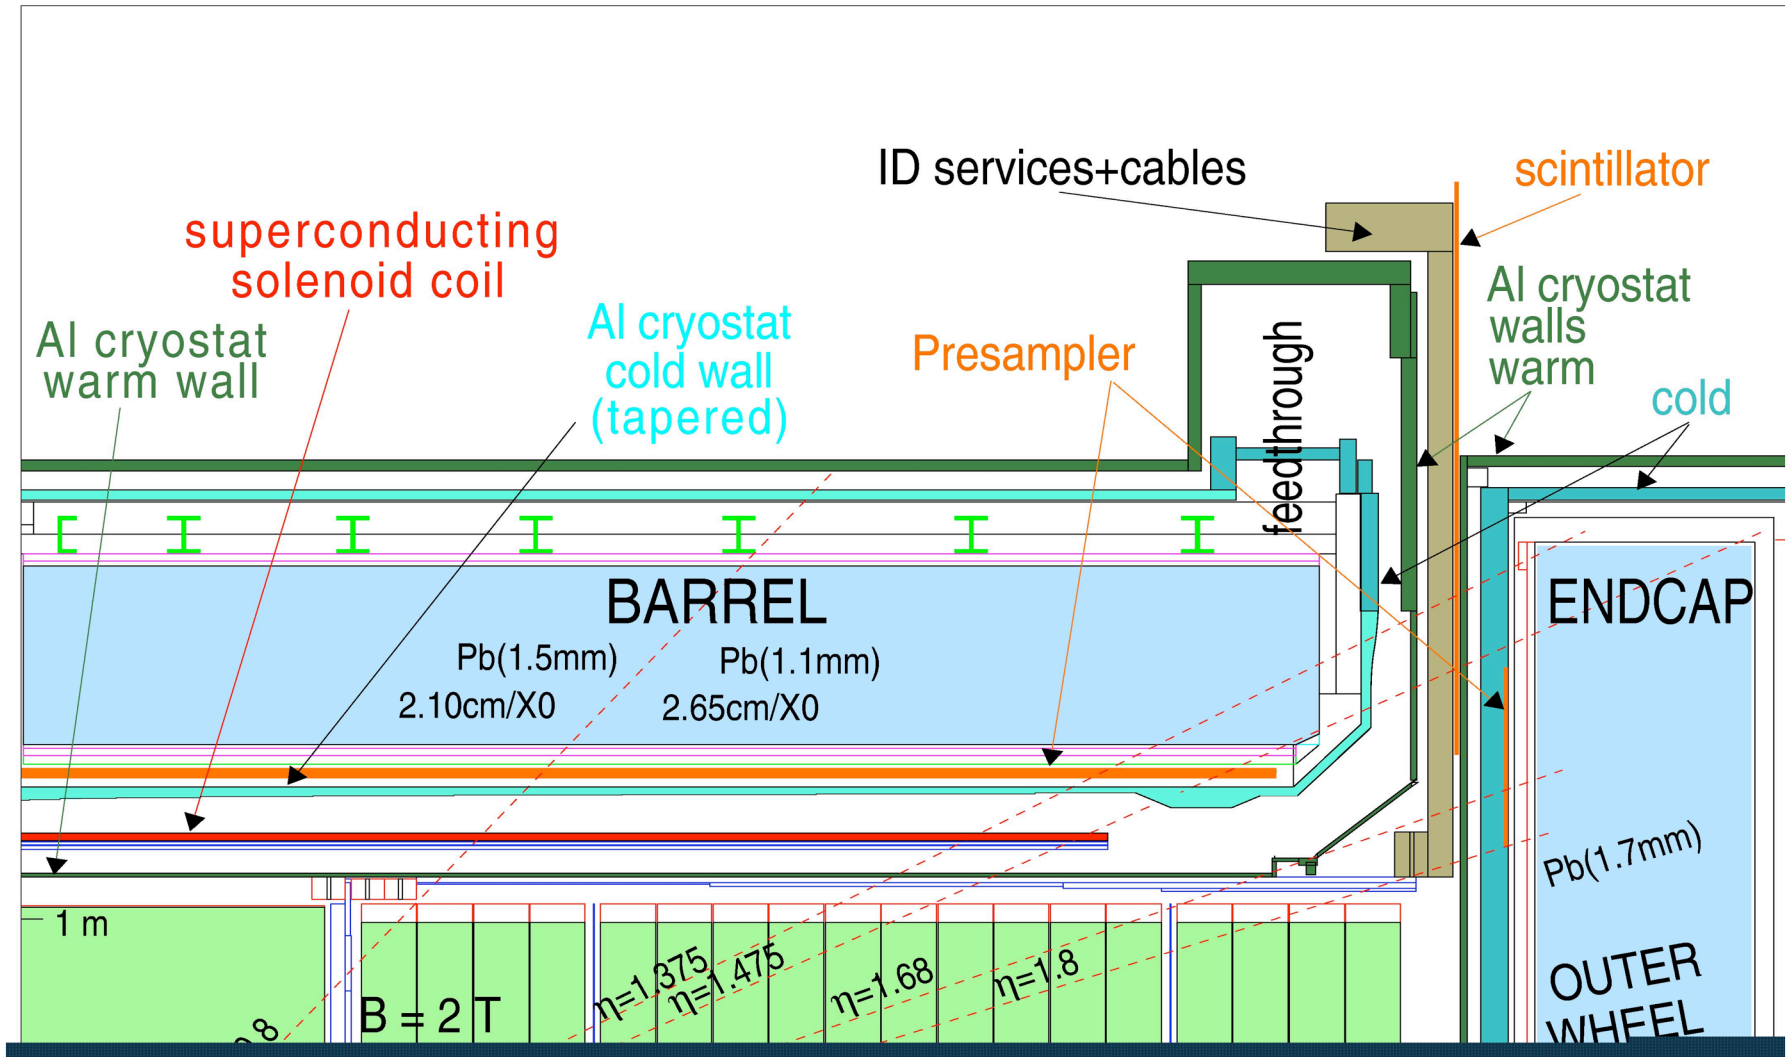 ID services+cables
scintillator
superconducting
solenoid coil
Al cryostat
walls
warm
Al cryostat
warm wall
Al cryostat
cold wall
(tapered)
Presampler
feedthrough
cold
BARREL
ENDCAP
Pb(1.5mm)
Pb(1.1mm)
2.10cm/X0
2.65cm/X0
Pb(1.7mm)
1 m
η=1.375
η=1.475
η=1.68
η=1.8
B = 2 T
OUTER
WHEEL